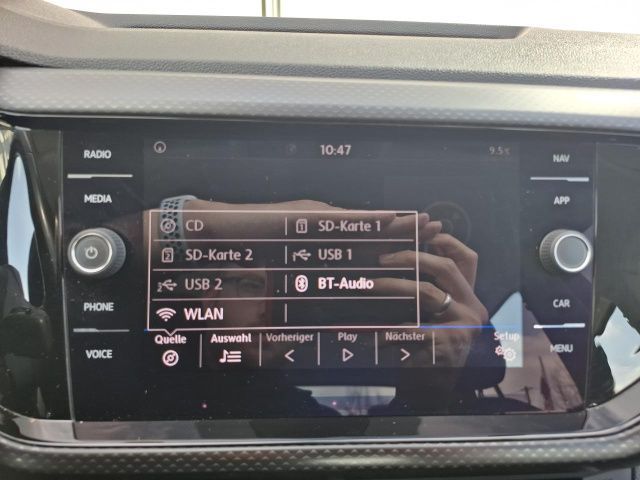 RADIO
MEDIA
PHONE
VOICE
10:47
9.5
CD
SD-Karte 1
SD-Karte 2
USB 1
USB 2
BT-Audio
WLAN
Quelle
Auswahl
Vorheriger
Play
Nächster
Setup
NAV
APP
CAR
MENU